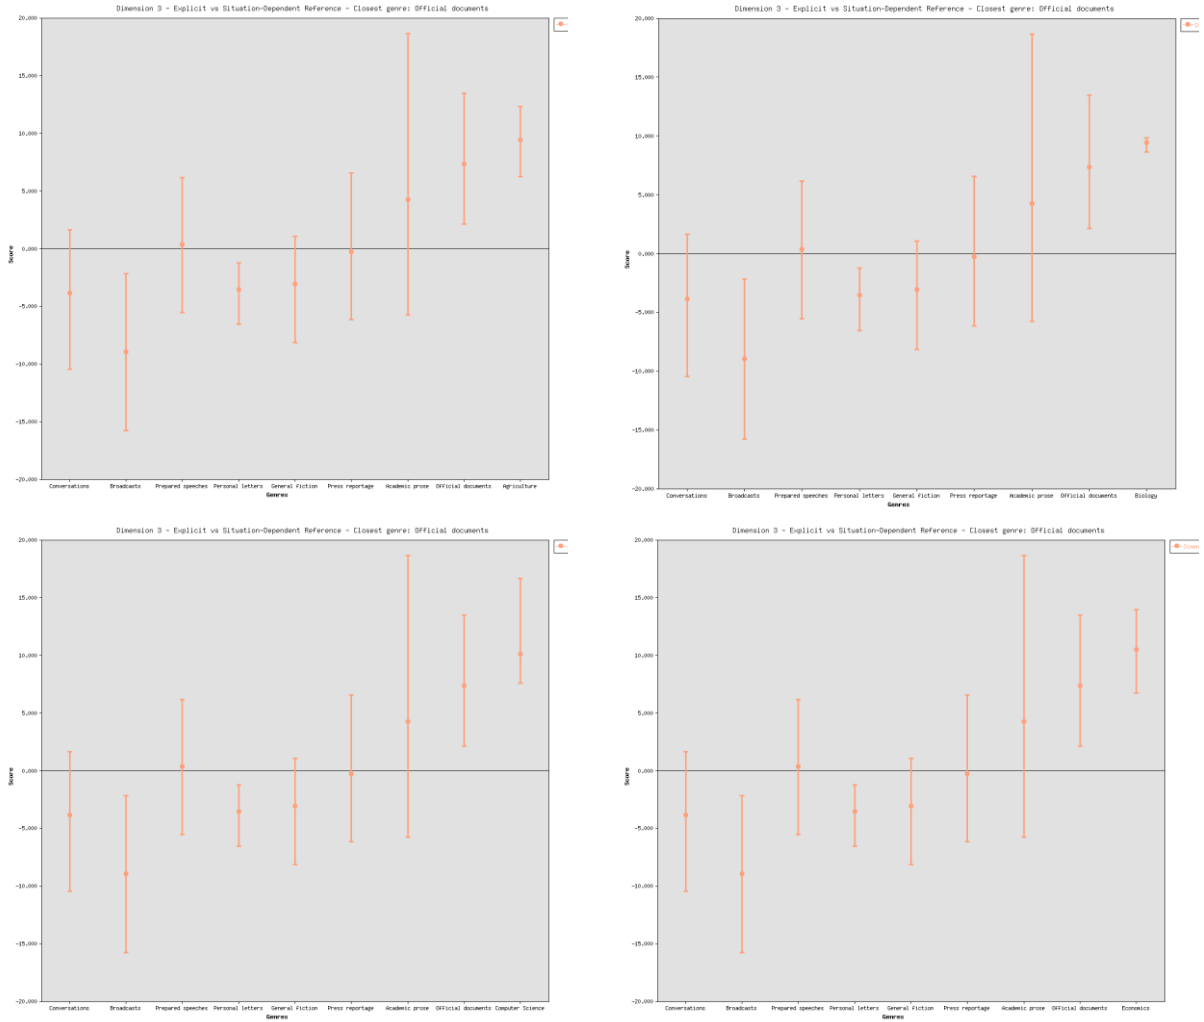 Dimension 3 - Explicit vs Situation-Dependent Reference - Closest genre: Official documents
20.000
15.000
10.000
5.000
0.000
-5.000
-10.000
-15.000
-20.000
Score
Conversations Broadcasts Prepared speeches Personal letters General fiction Press reportage Academic prose Official documents Agriculture
Genres
Dimension 3 - Explicit vs Situation-Dependent Reference - Closest genre: Official documents
20.000
15.000
10.000
5.000
0.000
-5.000
-10.000
-15.000
-20.000
Score
Conversations Broadcasts Prepared speeches Personal letters General fiction Press reportage Academic prose Official documents Biology
Genres
Dimension 3 - Explicit vs Situation-Dependent Reference - Closest genre: Official documents
20.000
15.000
10.000
5.000
0.000
-5.000
-10.000
-15.000
-20.000
Score
Conversations Broadcasts Prepared speeches Personal letters General fiction Press reportage Academic prose Official documents Computer Science
Genres
Dimension 3 - Explicit vs Situation-Dependent Reference - Closest genre: Official documents
20.000
15.000
10.000
5.000
0.000
-5.000
-10.000
-15.000
-20.000
Score
Conversations Broadcasts Prepared speeches Personal letters General fiction Press reportage Academic prose Official documents Economics
Genres